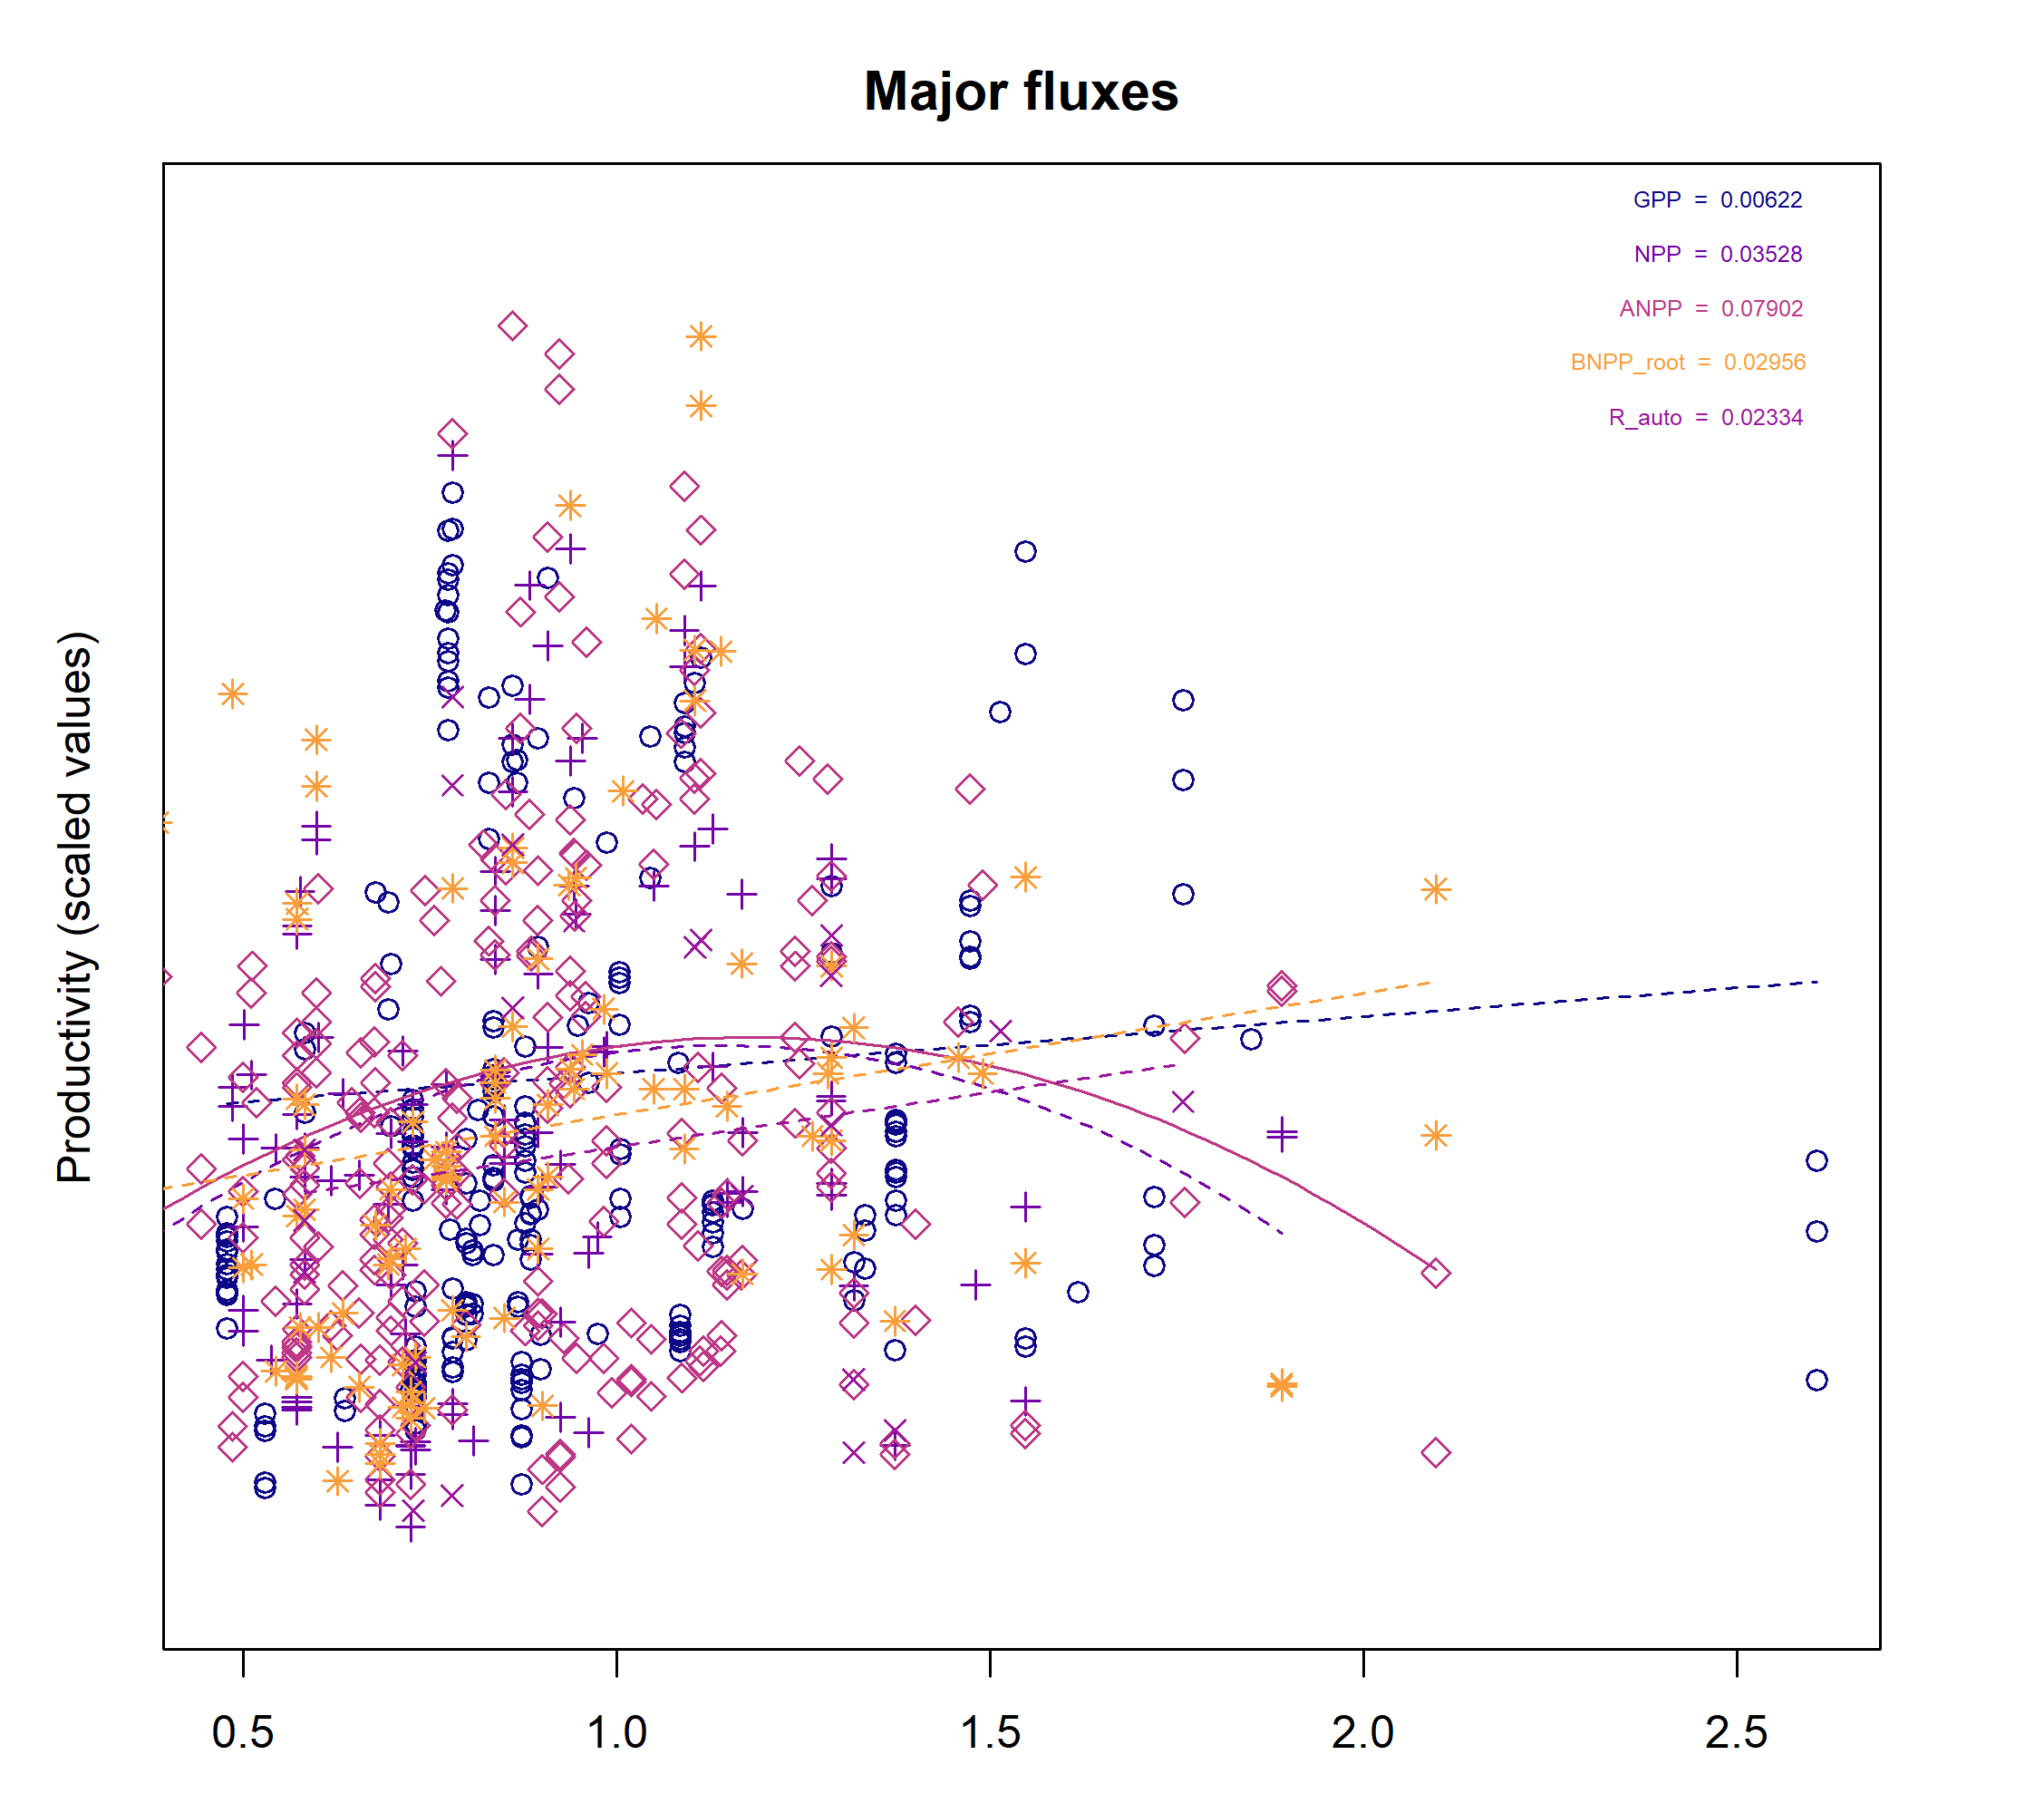 Major fluxes
GPP = 0.00622
NPP = 0.03528
ANPP = 0.07902
BNPP_root = 0.02956
R_auto = 0.02334
Productivity (scaled values)
0.5 1.0 1.5 2.0 2.5